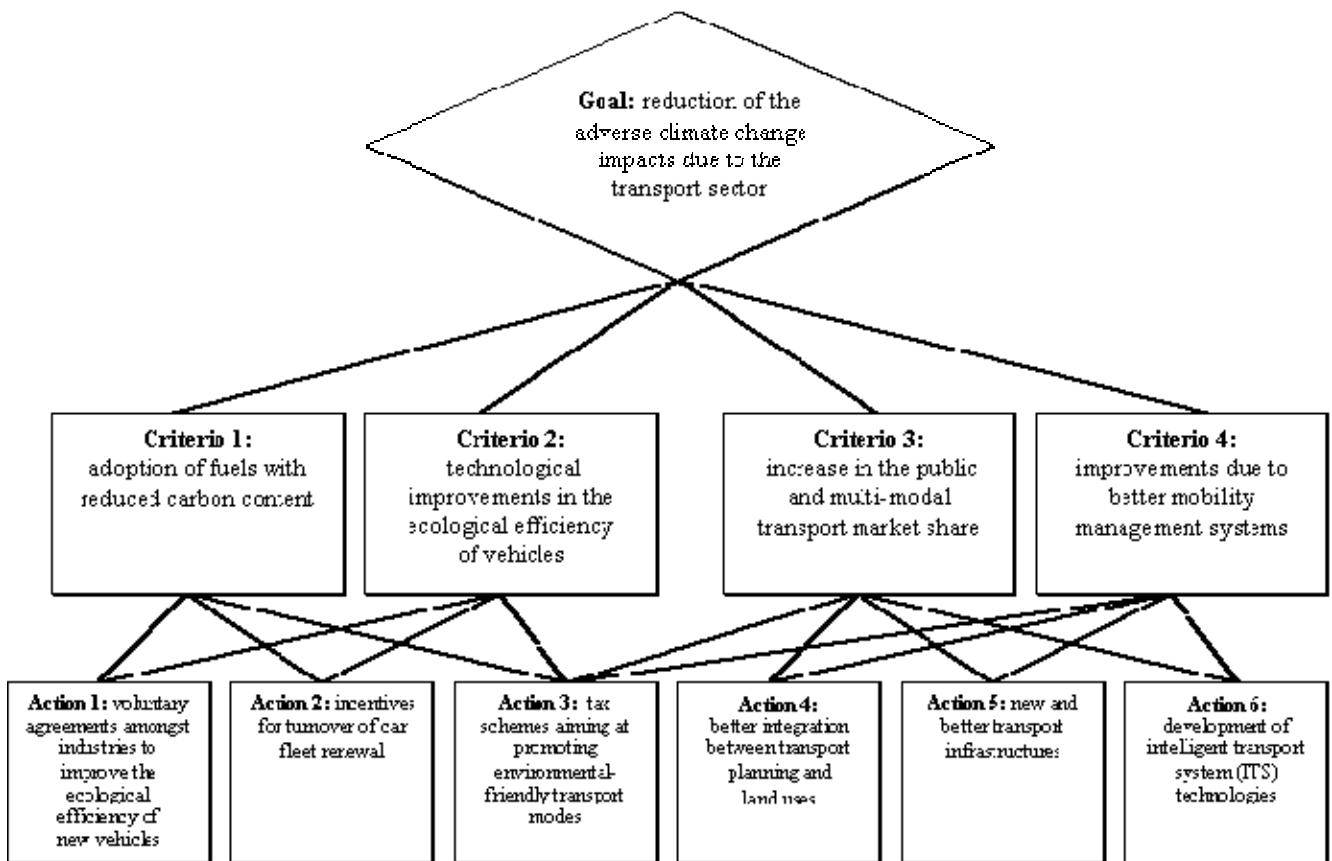 Goal: reduction of the
adverse climate change
impacts due to the
transport sector
Criterio 1:
adoption of fuels with
reduced carbon content
Criterio 2:
technological
improvements in the
ecological efficiency
of vehicles
Criterio 3:
increase in the public
and multi-modal
transport market share
Criterio 4:
improvements due to
better mobility
management systems
Action 1: voluntary
agreements amongst
industries to
improve the
ecological
efficiency of
new vehicles
Action 2: incentives
for turnover of car
fleet renewal
Action 3: tax
schemes aiming at
promoting
environmental-
friendly transport
modes
Action 4:
better integration
between transport
planning and
land uses
Action 5: new and
better transport
infrastructures
Action 6:
development of
intelligent transport
system (ITS)
technologies